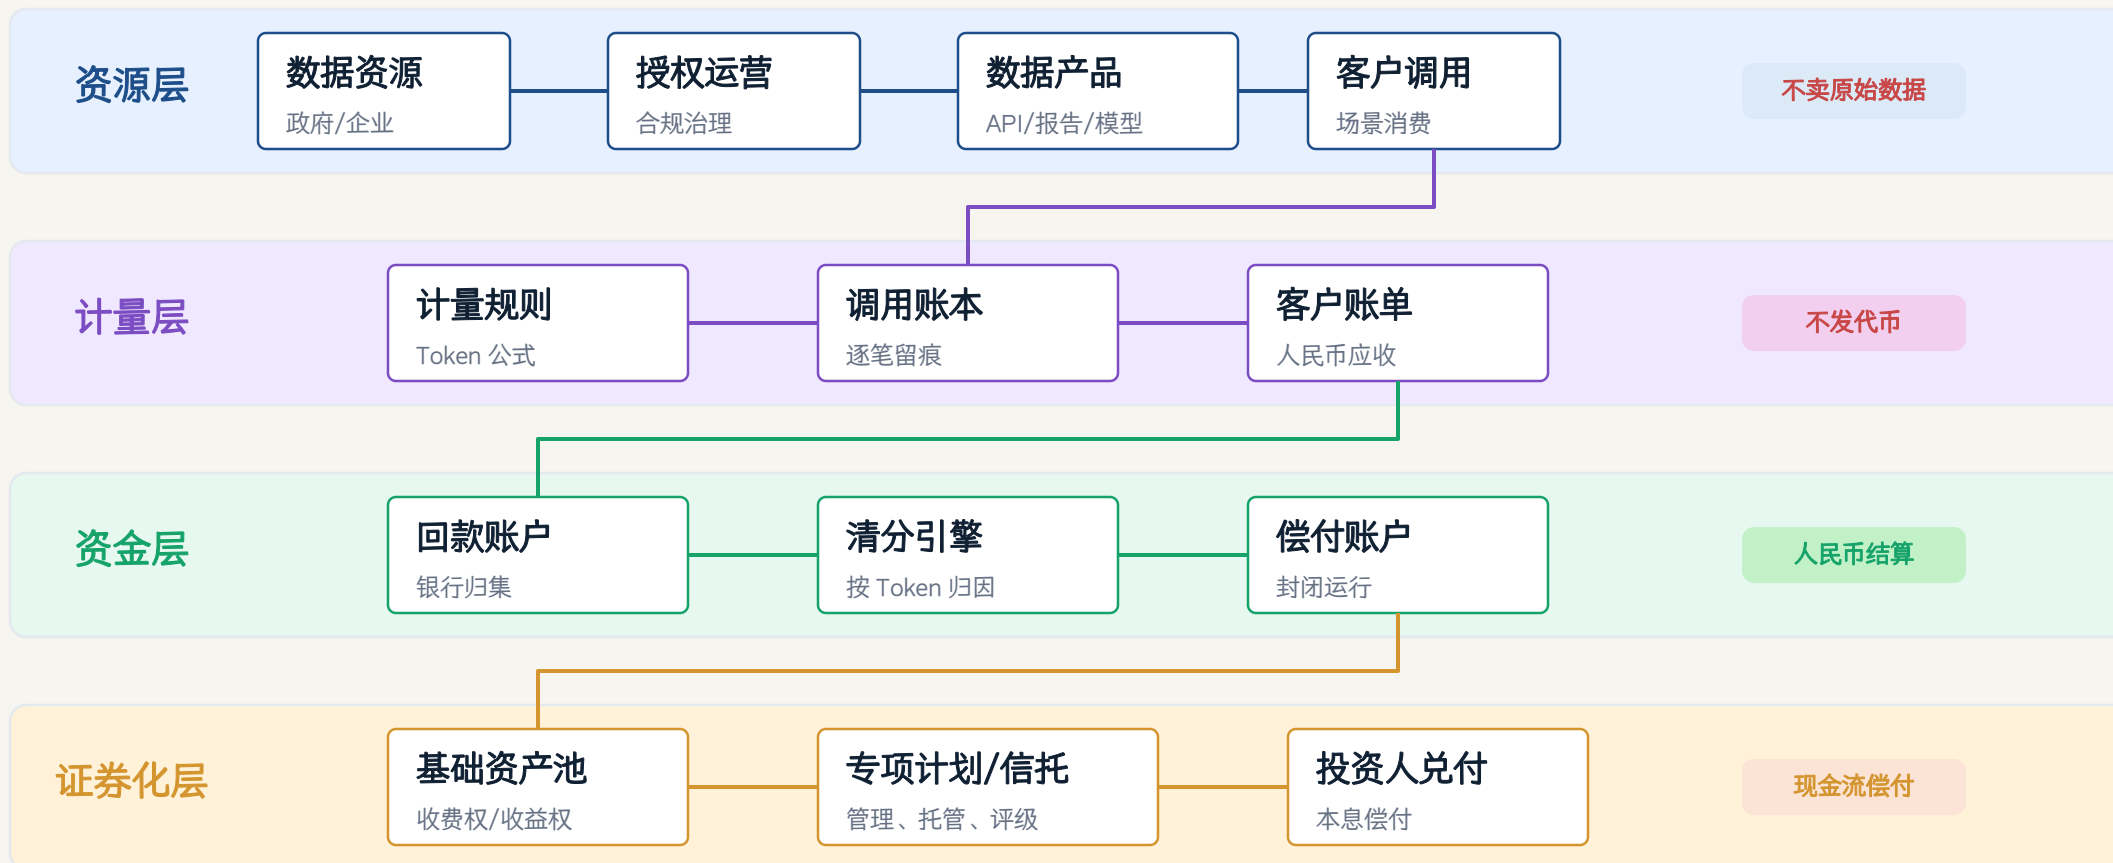 资源层
数据资源
政府/企业
授权运营
合规治理
数据产品
API/报告/模型
客户调用
场景消费
不卖原始数据
计量层
计量规则
Token 公式
调用账本
逐笔留痕
客户账单
人民币应收
不发代币
资金层
回款账户
银行归集
清分引擎
按 Token 归因
偿付账户
封闭运行
人民币结算
证券化层
基础资产池
收费权/收益权
专项计划/信托
管理、托管、评级
投资人兑付
本息偿付
现金流偿付